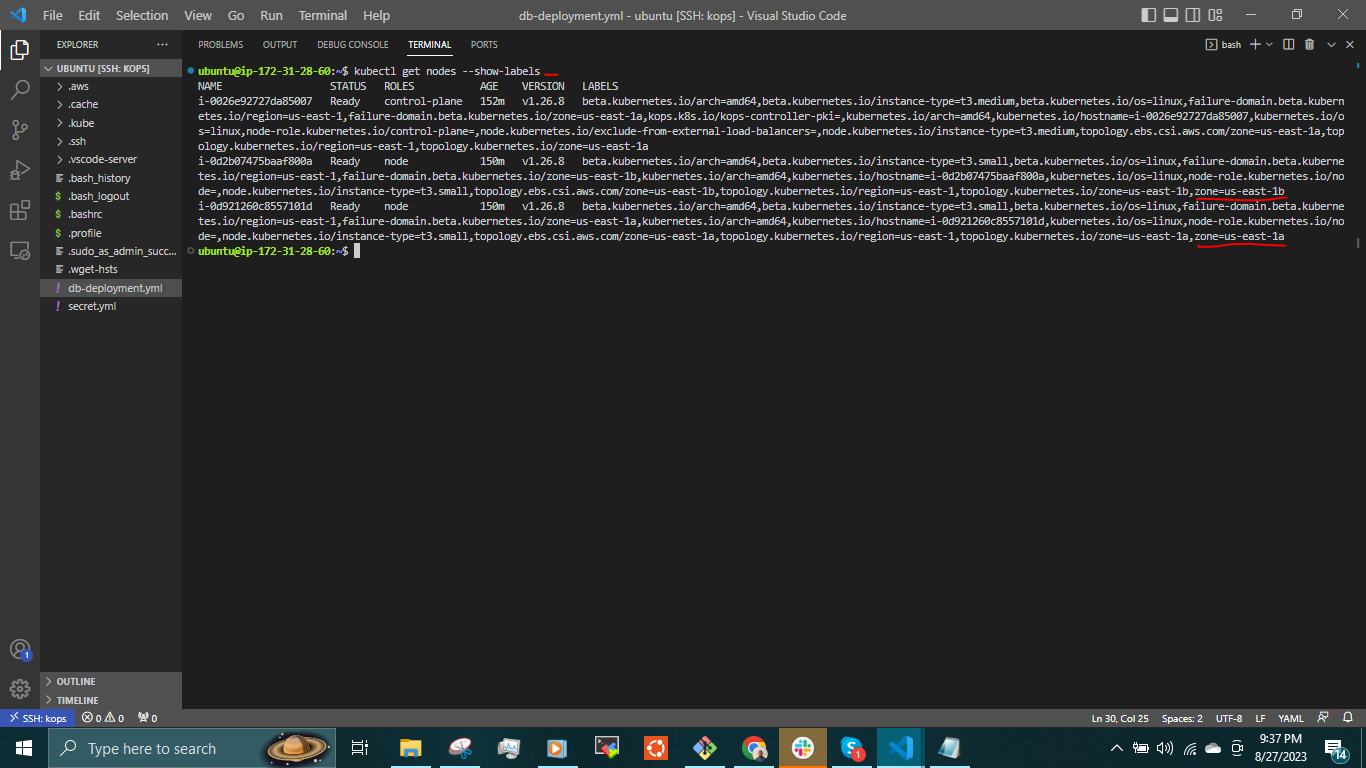 File Edit Selection View Go Run Terminal Help
db-deployment.yml - ubuntu [SSH: kops] - Visual Studio Code
EXPLORER
UBUNTU [SSH: KOPS]
.aws
.cache
.kube
.ssh
.vscode-server
.bash_history
.bash_logout
$ .bashrc
$ .profile
.sudo_as_admin_succ...
.wget-hsts
! db-deployment.yml
! secret.yml
OUTLINE
TIMELINE
PROBLEMS OUTPUT DEBUG CONSOLE TERMINAL PORTS
bash
ubuntu@ip-172-31-28-60:~$ kubectl get nodes --show-labels
NAME STATUS ROLES AGE VERSION LABELS
i-0026e92727da85007 Ready control-plane 152m v1.26.8 beta.kubernetes.io/arch=amd64,beta.kubernetes.io/instance-type=t3.medium,beta.kubernetes.io/os=linux,failure-domain.beta.kubern
etes.io/region=us-east-1,failure-domain.beta.kubernetes.io/zone=us-east-1a,kops.k8s.io/kops-controller-pki=,kubernetes.io/arch=amd64,kubernetes.io/hostname=i-0026e92727da85007,kubernetes.io/o
s=linux,node-role.kubernetes.io/control-plane=,node.kubernetes.io/exclude-from-external-load-balancers=,node.kubernetes.io/instance-type=t3.medium,topology.ebs.csi.aws.com/zone=us-east-1a,top
ology.kubernetes.io/region=us-east-1,topology.kubernetes.io/zone=us-east-1a
i-0d2b07475baaf800a Ready node 150m v1.26.8 beta.kubernetes.io/arch=amd64,beta.kubernetes.io/instance-type=t3.small,beta.kubernetes.io/os=linux,failure-domain.beta.kuberne
tes.io/region=us-east-1,failure-domain.beta.kubernetes.io/zone=us-east-1b,kubernetes.io/arch=amd64,kubernetes.io/hostname=i-0d2b07475baaf800a,kubernetes.io/os=linux,node-role.kubernetes.io/no
de=,node.kubernetes.io/instance-type=t3.small,topology.ebs.csi.aws.com/zone=us-east-1b,topology.kubernetes.io/region=us-east-1,topology.kubernetes.io/zone=us-east-1b,zone=us-east-1b
i-0d921260c8557101d Ready node 150m v1.26.8 beta.kubernetes.io/arch=amd64,beta.kubernetes.io/instance-type=t3.small,beta.kubernetes.io/os=linux,failure-domain.beta.kuberne
tes.io/region=us-east-1,failure-domain.beta.kubernetes.io/zone=us-east-1a,kubernetes.io/arch=amd64,kubernetes.io/hostname=i-0d921260c8557101d,kubernetes.io/os=linux,node-role.kubernetes.io/no
de=,node.kubernetes.io/instance-type=t3.small,topology.ebs.csi.aws.com/zone=us-east-1a,topology.kubernetes.io/region=us-east-1,topology.kubernetes.io/zone=us-east-1a,zone=us-east-1a
ubuntu@ip-172-31-28-60:~$
1
SSH: kops 0 0 0
Ln 30, Col 25 Spaces: 2 UTF-8 LF YAML
Type here to search
1
9:37 PM
8/27/2023
14